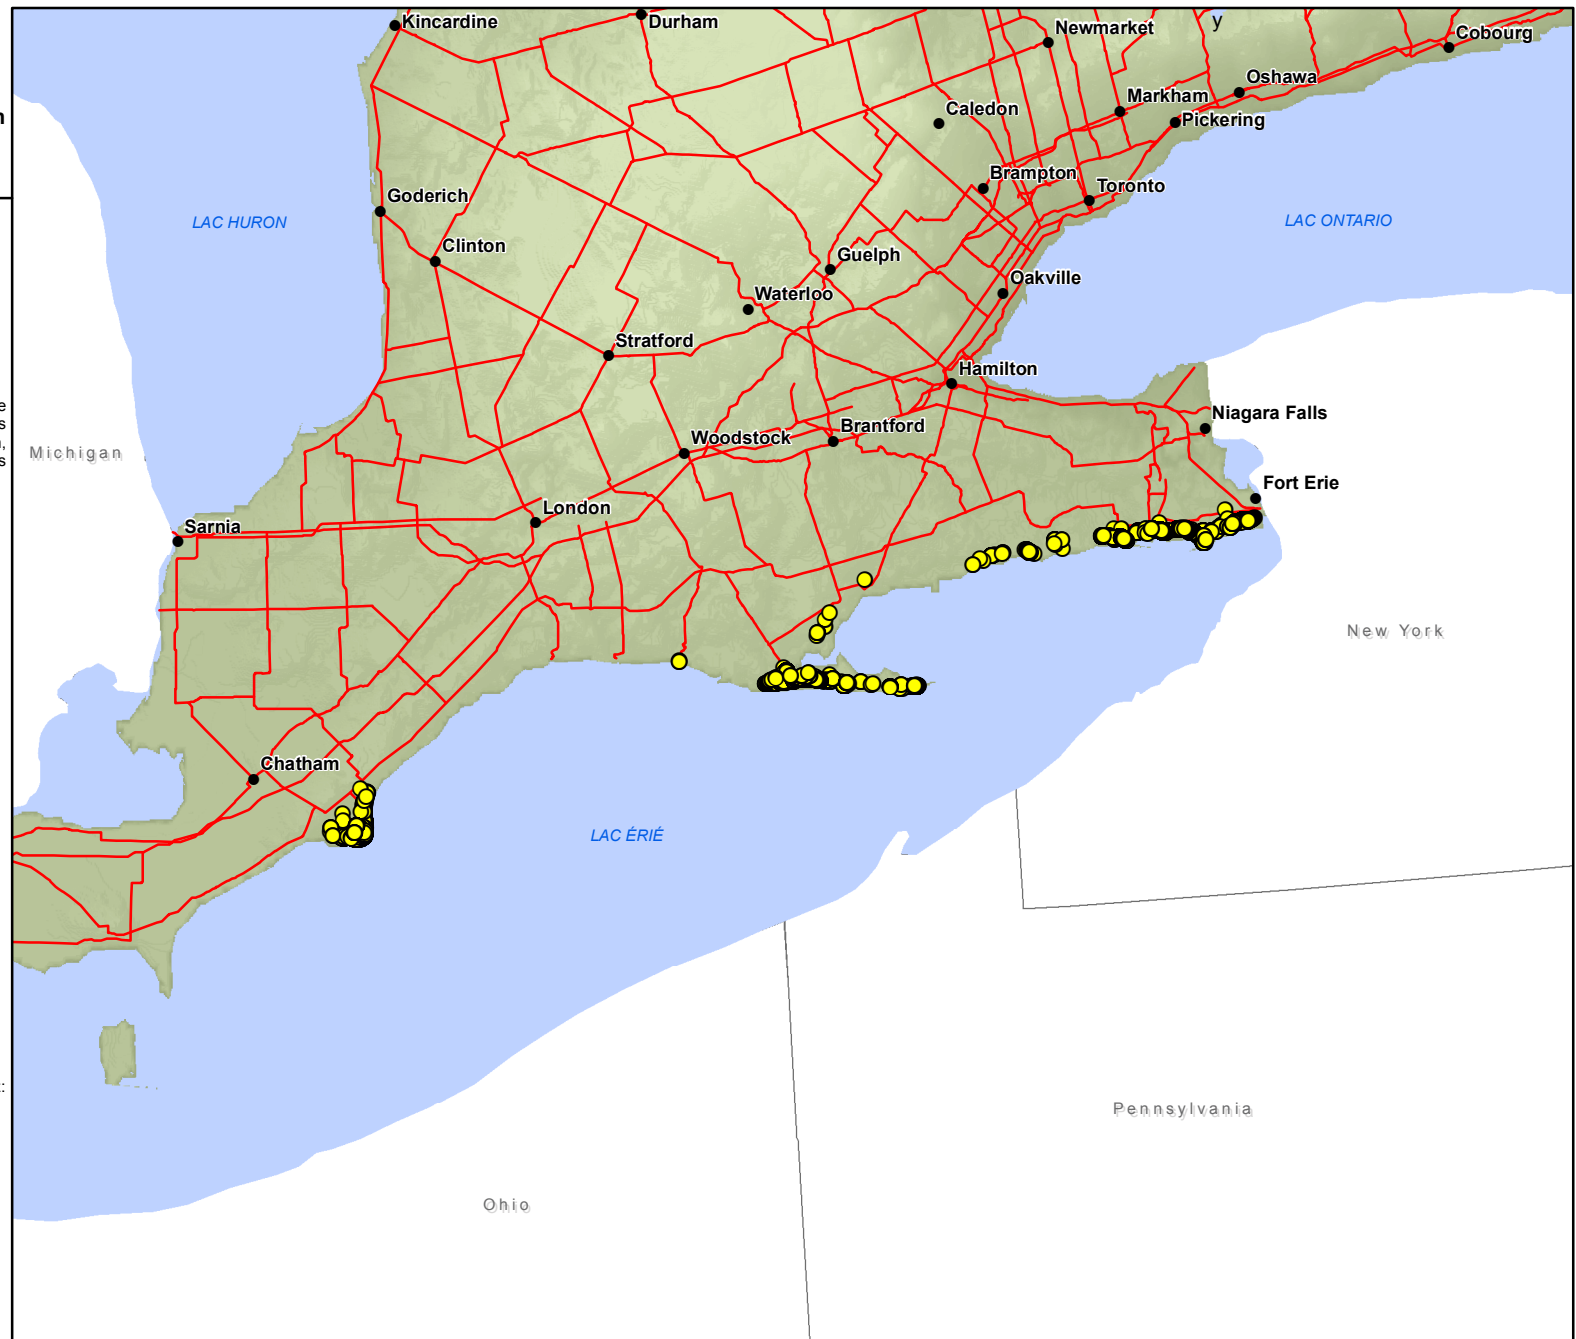 Kincardine
Durham
y
Newmarket
Cobourg
Oshawa
Markham
Pickering
Caledon
Brampton
Toronto
Goderich
LAC HURON
LAC ONTARIO
Clinton
Guelph
Oakville
Waterloo
Stratford
Hamilton
Niagara Falls
Brantford
Woodstock
Michigan
Fort Erie
London
Sarnia
New York
Chatham
LAC ÉRIÉ
Pennsylvania
Ohio